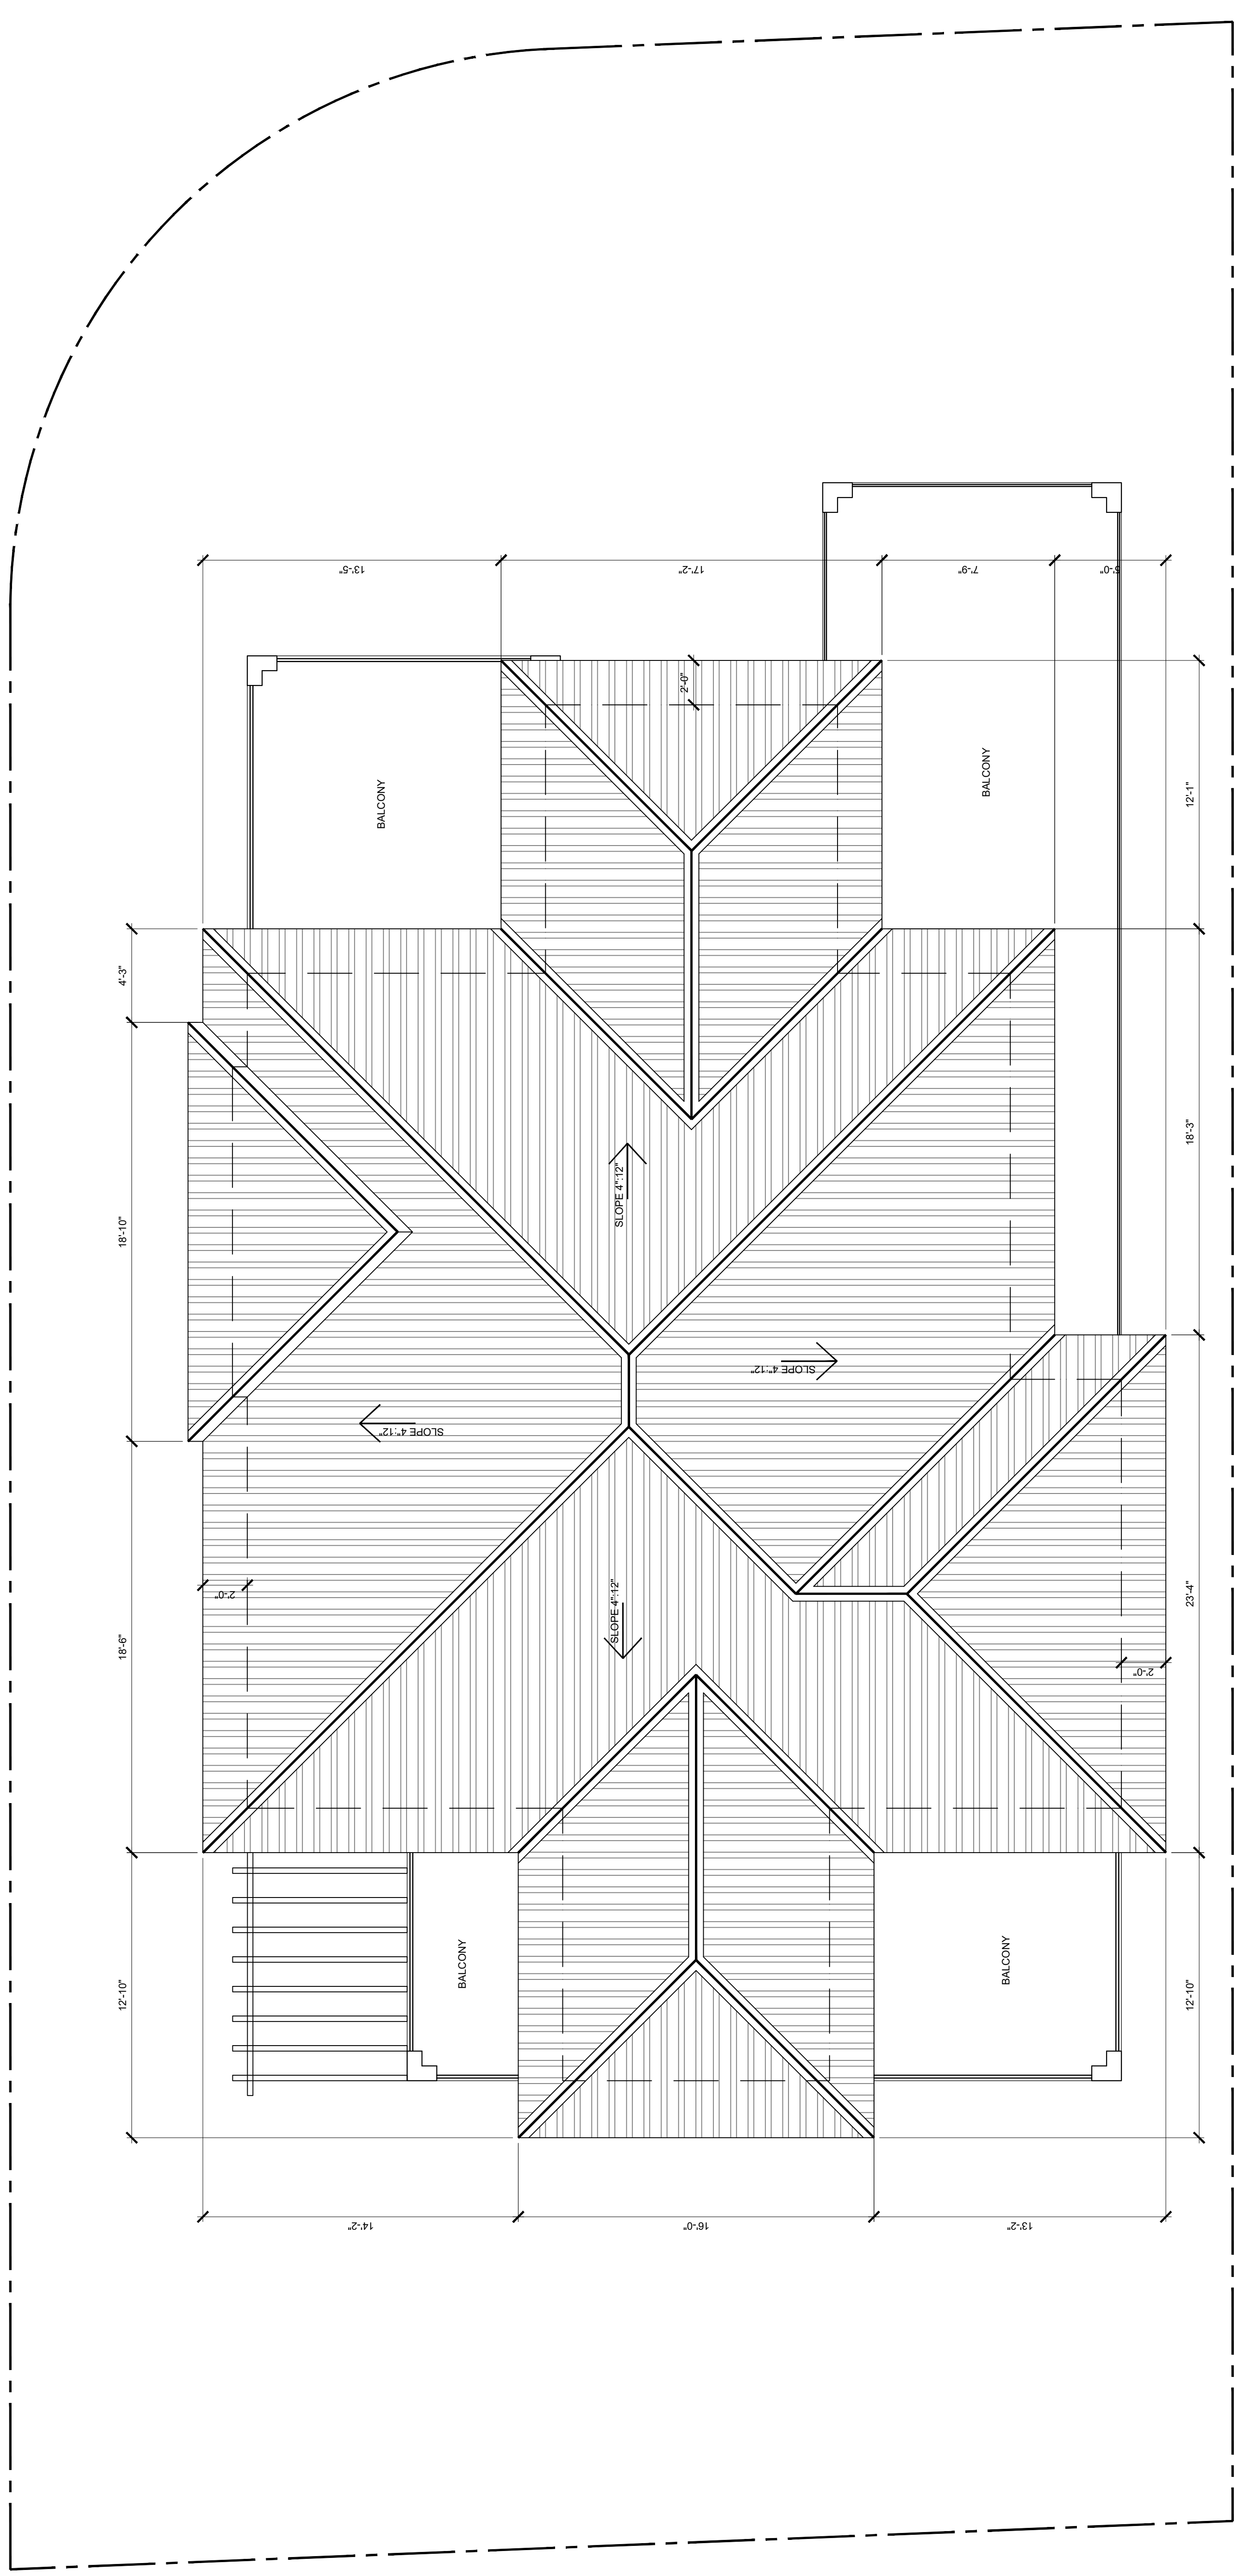 13'-5"
17'-2"
7'-9"
5'-0"
2'-0"
BALCONY
BALCONY
12'-1"
4'-3"
18'-10"
18'-3"
SLOPE 4":12"
SLOPE 4":12"
SLOPE 4":12"
SLOPE 4":12"
2'-0"
18'-6"
23'-4"
2'-0"
BALCONY
BALCONY
12'-10"
12'-10"
14'-2"
16'-0"
13'-2"